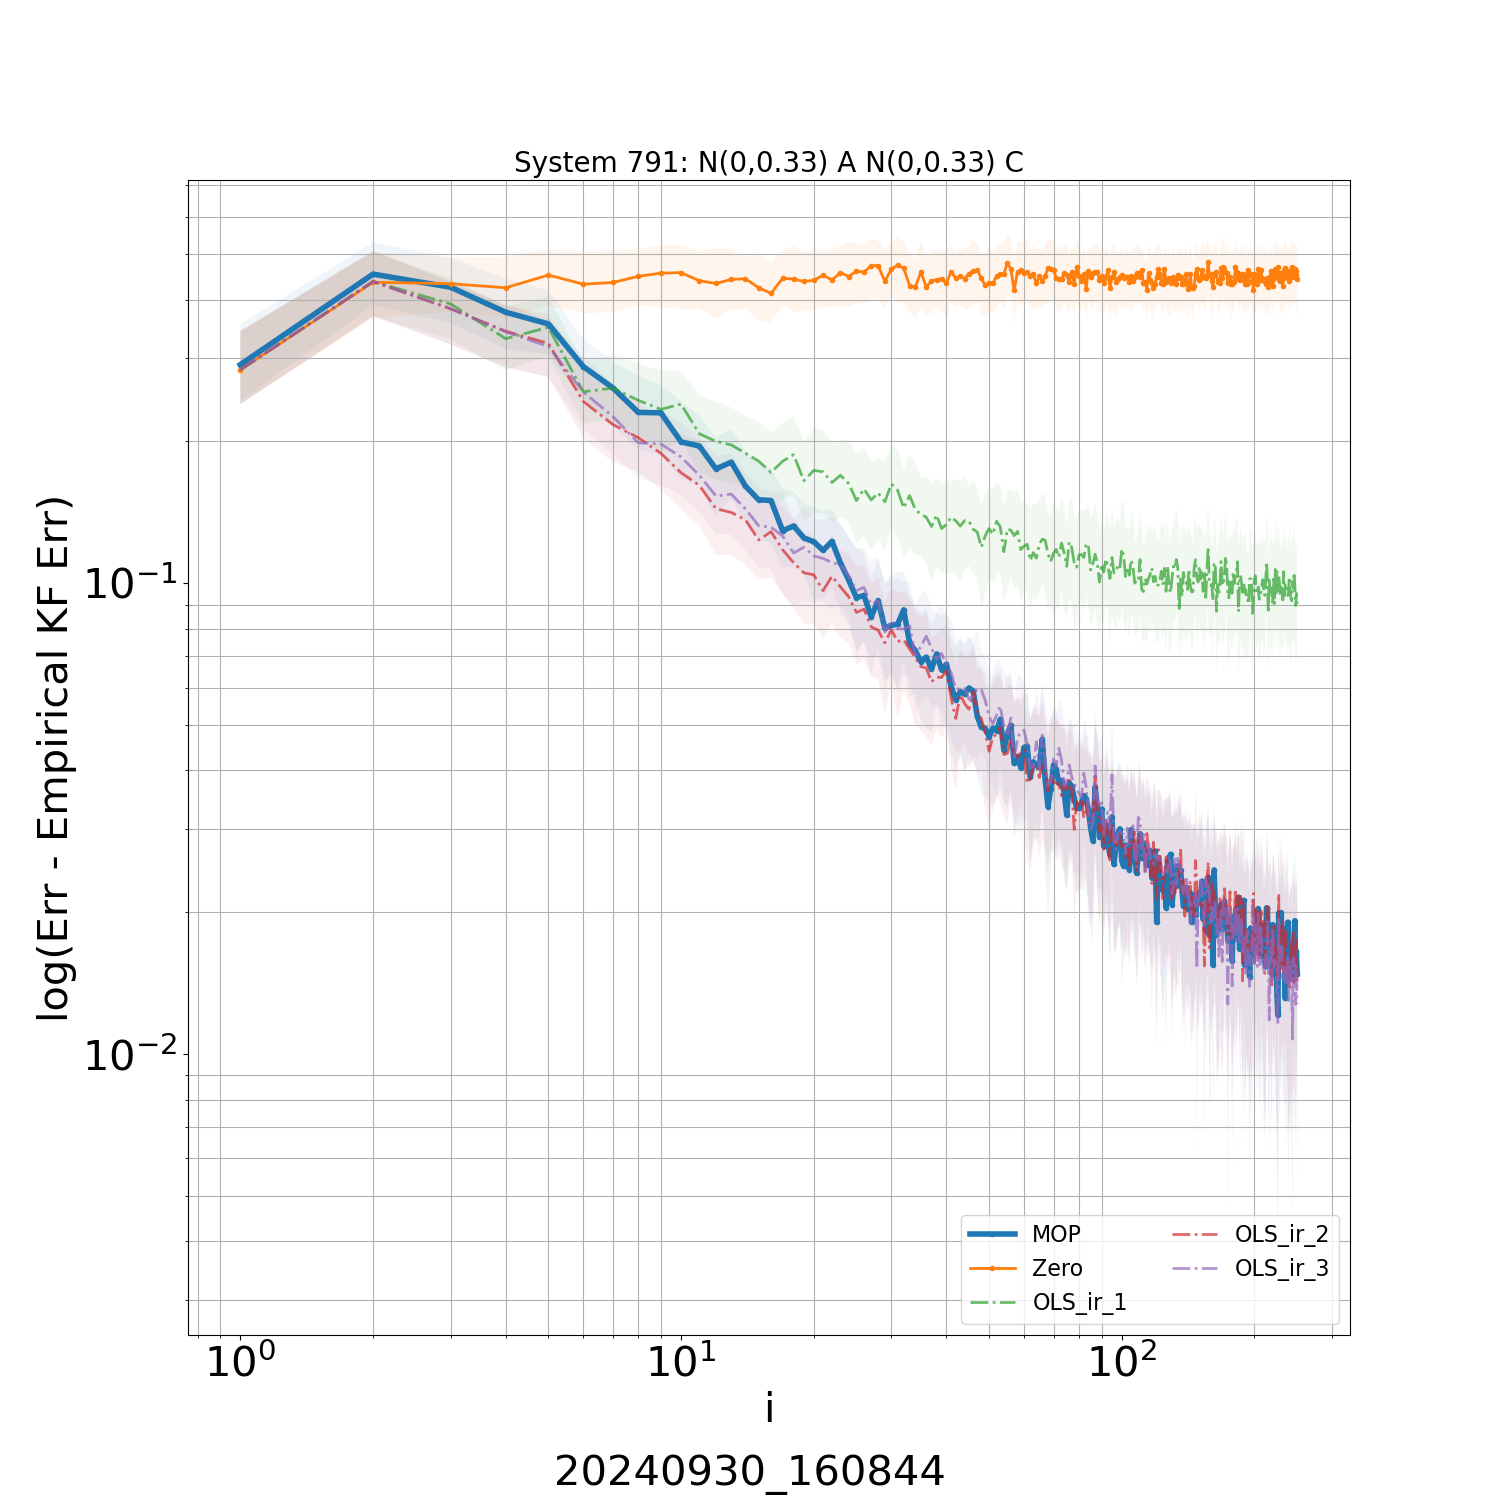 System 791: N(0,0.33) A N(0,0.33) C
log(Err - Empirical KF Err)
10⁻¹
10⁻²
10⁰
10¹
10²
i
MOP
Zero
OLS_ir_1
OLS_ir_2
OLS_ir_3
20240930_160844